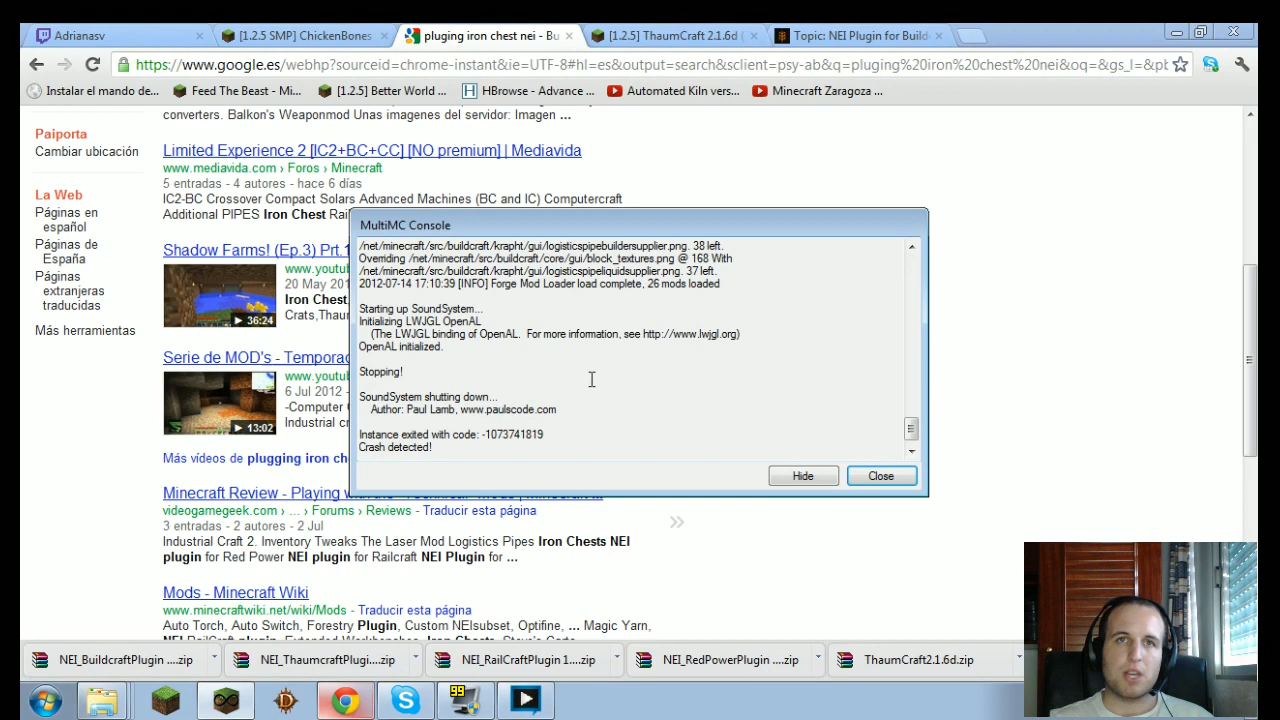 Adrianasv
[1.2.5 SMP] ChickenBones
pluging iron chest nei - Bu
[1.2.5] ThaumCraft 2.1.6d (
Topic: NEI Plugin for Build
https://www.google.es/webhp?sourceid=chrome-instant&ie=UTF-8#hl=es&output=search&sclient=psy-ab&q=pluging%20iron%20chest%20nei&oq=&gs_l=&pb
Instalar el mando de...
Feed The Beast - Mi...
[1.2.5] Better World ...
HBrowse - Advance ...
Automated Kiln vers...
Minecraft Zaragoza ...
converters. Balkon's Weaponmod Unas imagenes del servidor: Imagen ...
Paiporta
Cambiar ubicación
Limited Experience 2 [IC2+BC+CC] [NO premium] | Mediavida
www.mediavida.com › Foros › Minecraft
5 entradas - 4 autores - hace 6 días
IC2-BC Crossover Compact Solars Advanced Machines (BC and IC) Computercraft
Additional PIPES Iron Chest Rai
La Web
Páginas en
español
Páginas de
España
Páginas
extranjeras
traducidas
Más herramientas
Shadow Farms! (Ep.3) Prt.1
www.youtu
20 May 201
Iron Chest
Crats,Thau
36:24
Serie de MOD's - Tempora
www.youtu
6 Jul 2012 -
-Computer
Industrial cr
13:02
Más vídeos de plugging iron ch
MultiMC Console
/net/minecraft/src/buildcraft/krapht/gui/logisticspipebuildersupplier.png. 38 left.
Overriding /net/minecraft/src/buildcraft/core/gui/block_textures.png @ 168 With
/net/minecraft/src/buildcraft/krapht/gui/logisticspipeliquidsupplier.png. 37 left.
2012-07-14 17:10:39 [INFO] Forge Mod Loader load complete, 26 mods loaded
Starting up SoundSystem...
Initializing LWJGL OpenAL
(The LWJGL binding of OpenAL. For more information, see http://www.lwjgl.org)
OpenAL initialized.
Stopping!
SoundSystem shutting down...
Author: Paul Lamb, www.paulscode.com
Instance exited with code: -1073741819
Crash detected!
Hide
Close
Minecraft Review - Playing with
videogamegeek.com › ... › Forums › Reviews - Traducir esta página
3 entradas - 2 autores - 2 Jul
Industrial Craft 2. Inventory Tweaks The Laser Mod Logistics Pipes Iron Chests NEI
plugin for Red Power NEI plugin for Railcraft NEI Plugin for ...
Mods - Minecraft Wiki
www.minecraftwiki.net/wiki/Mods - Traducir esta página
Auto Torch, Auto Switch, Forestry Plugin, Custom NEIsubset, Optifine, ... Magic Yarn,
NEI_BuildcraftPlugin ....zip
NEI_ThaumcraftPlugi....zip
NEI_RailCraftPlugin 1....zip
NEI_RedPowerPlugin ....zip
ThaumCraft2.1.6d.zip
99